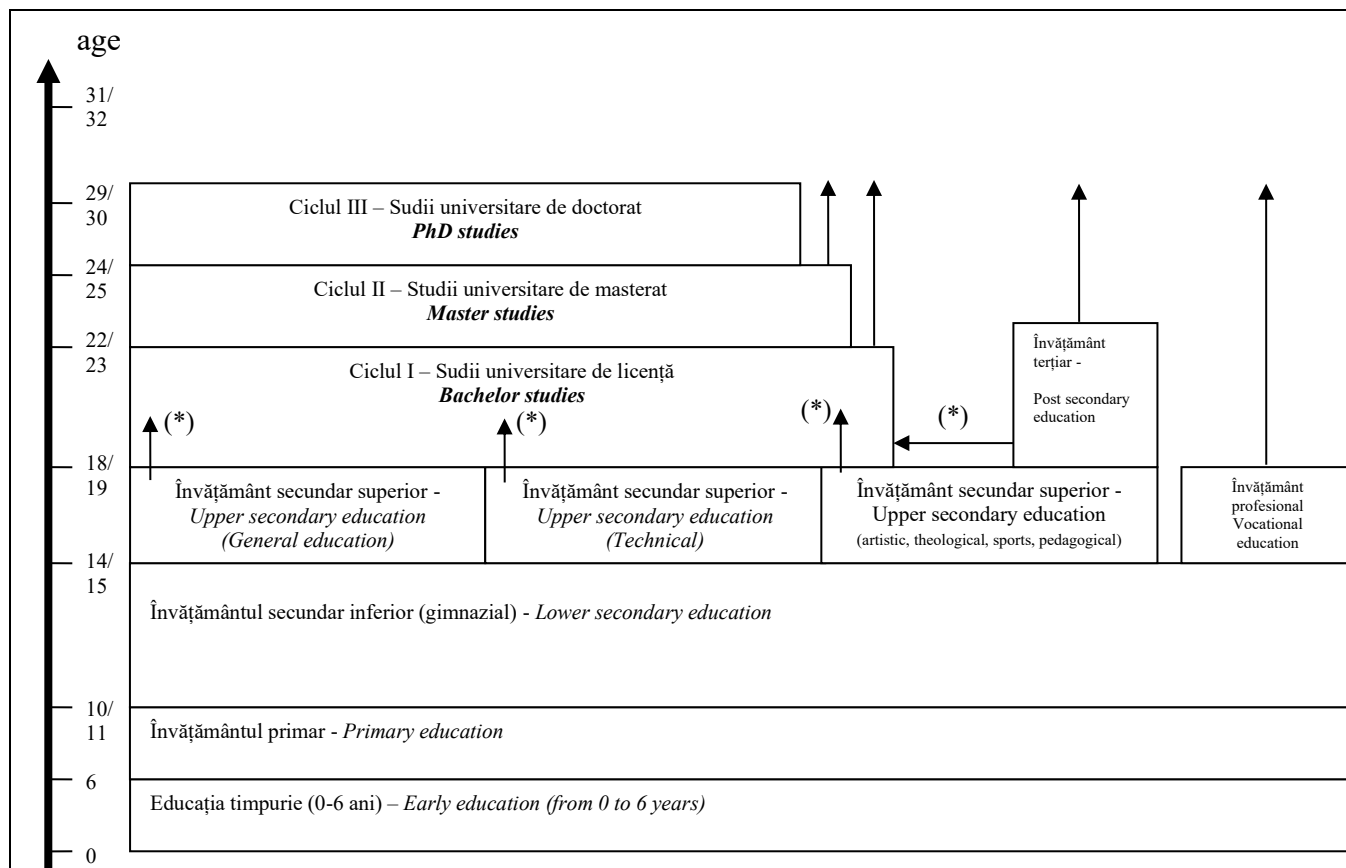 age
31/
32
29/
30
Ciclul III – Sudii universitare de doctorat
PhD studies
24/
25
Ciclul II – Studii universitare de masterat
Master studies
22/
23
Ciclul I – Sudii universitare de licență
Bachelor studies
Învățământ
terțiar -
Post secondary
education
(*)
(*)
(*)
(*)
18/
19
Învățământ secundar superior -
Upper secondary education
(General education)
Învățământ secundar superior -
Upper secondary education
(Technical)
Învățământ secundar superior -
Upper secondary education
(artistic, theological, sports, pedagogical)
Învățământ
profesional
Vocational
education
14/
15
Învățământul secundar inferior (gimnazial) - Lower secondary education
10/
11
Învățământul primar - Primary education
6
Educația timpurie (0-6 ani) – Early education (from 0 to 6 years)
0